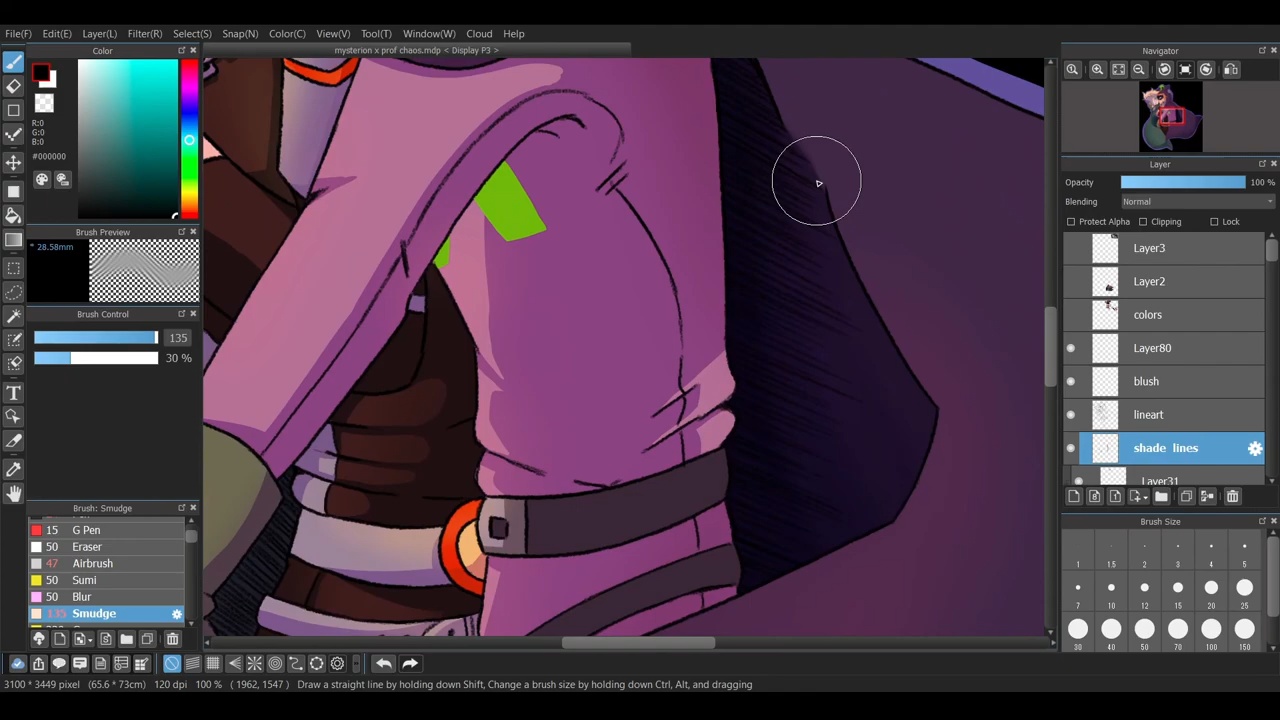 File(F) Edit(E) Layer(L) Filter(R) Select(S) Snap(N) Color(C) View(V) Tool(T) Window(W) Cloud Help
Color
mysterion x prof chaos.mdp < Display P3 >
Navigator
R:0
G:0
B:0
#000000
Brush Preview
* 28.58mm
Brush Control
135
30 %
Brush: Smudge
15 G Pen
50 Eraser
47 Airbrush
50 Sumi
50 Blur
135 Smudge
Layer
Opacity 100 %
Blending Normal
Protect Alpha Clipping Lock
Layer3
Layer2
colors
Layer80
blush
lineart
shade lines
Layer31
Brush Size
1 1.5 2 3 4 5
7 10 12 15 20 25
30 40 50 70 100 150
3100 * 3449 pixel (65.6 * 73cm) 120 dpi 100 % ( 1962, 1547 ) Draw a straight line by holding down Shift, Change a brush size by holding down Ctrl, Alt, and dragging